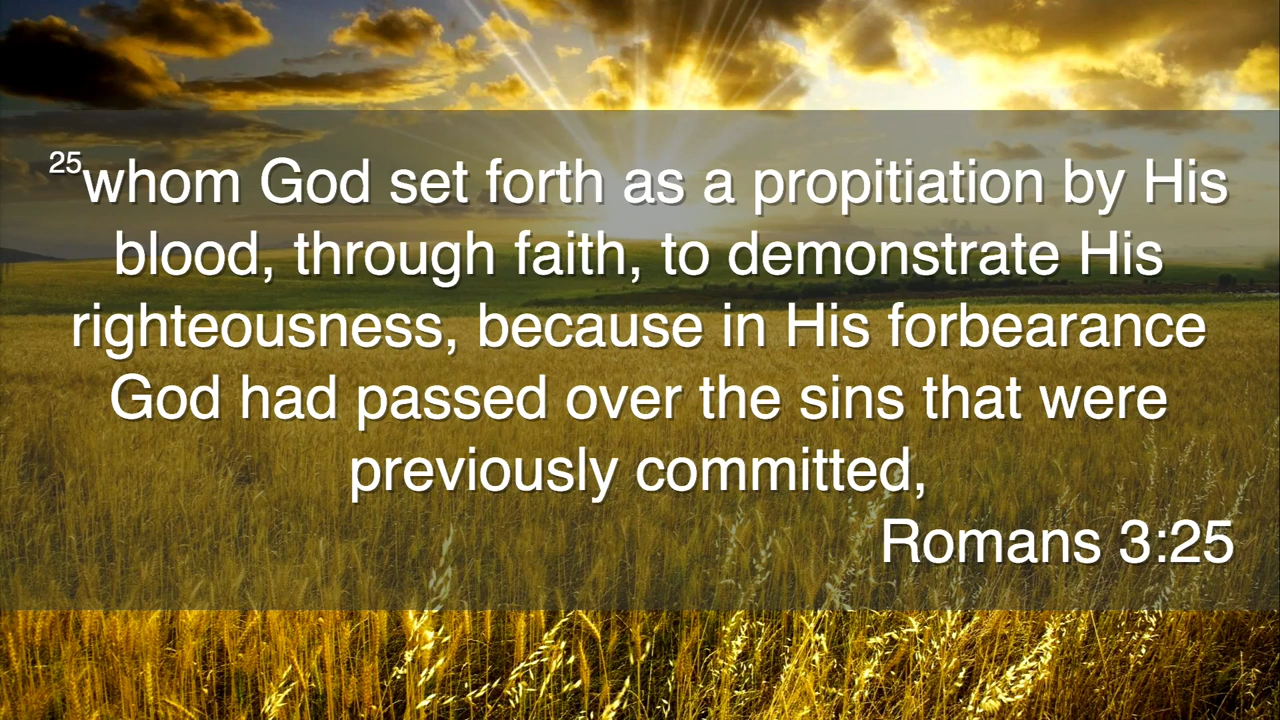 25whom God set forth as a propitiation by His
blood, through faith, to demonstrate His
righteousness, because in His forbearance
God had passed over the sins that were
previously committed,
Romans 3:25